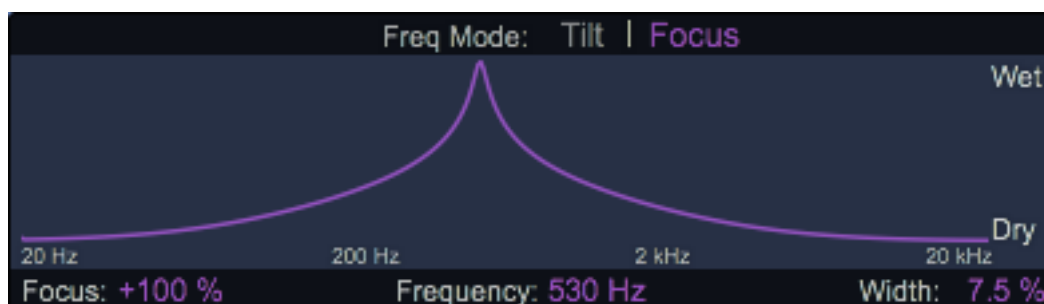 Freq Mode: Tilt | Focus
Wet
Dry
20 Hz 200 Hz 2 kHz 20 kHz
Focus: +100 % Frequency: 530 Hz Width: 7.5 %